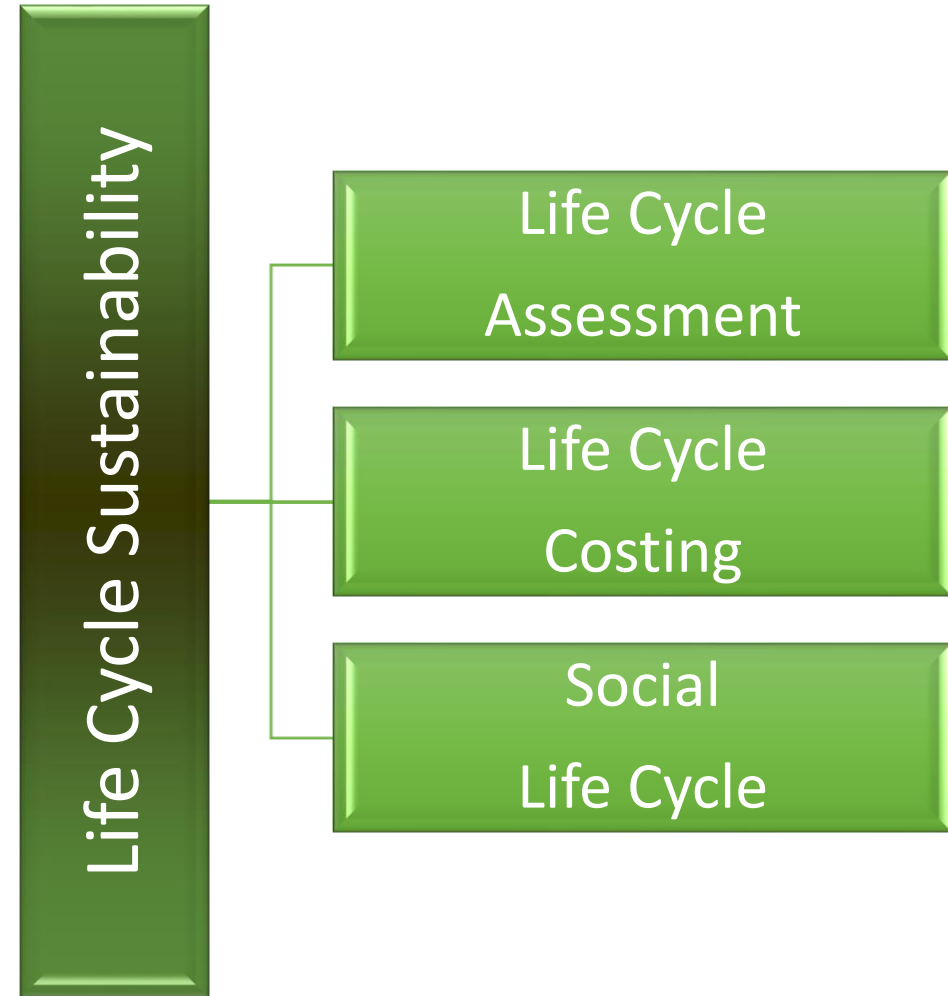 Life Cycle Sustainability
Life Cycle
Assessment
Life Cycle
Costing
Social
Life Cycle